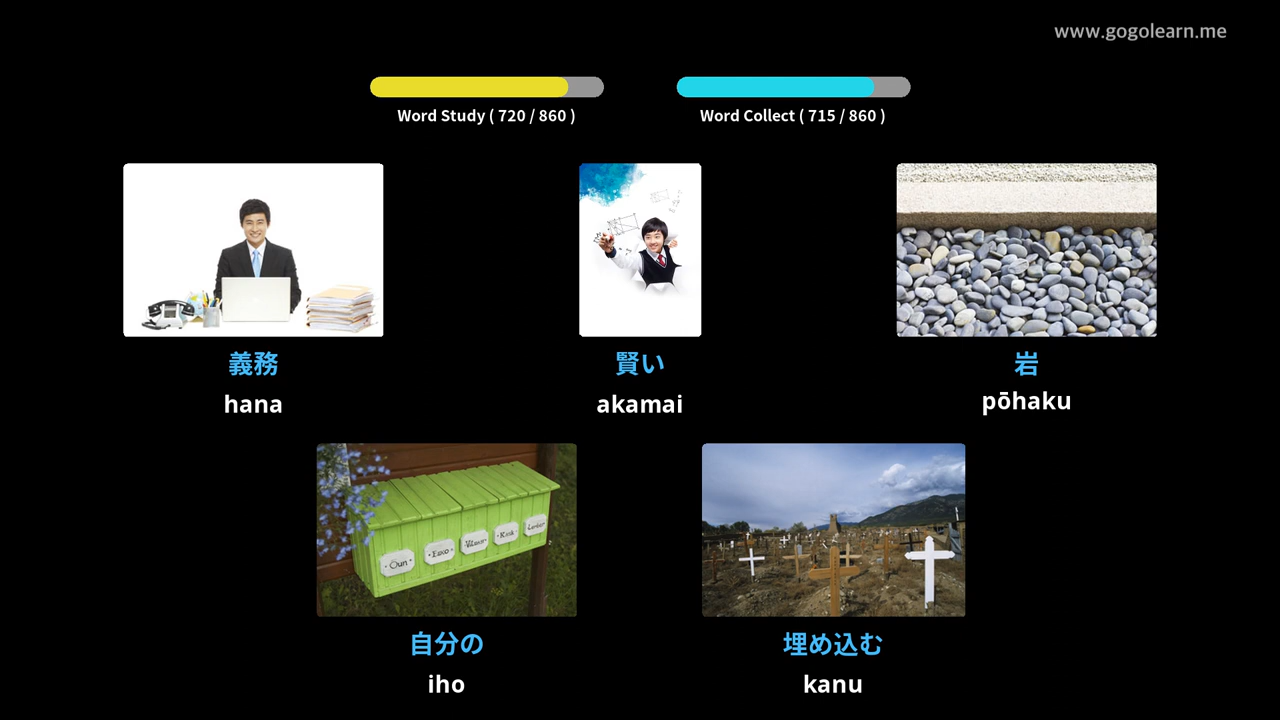 www.gogolearn.me
Word Study ( 720 / 860 )
Word Collect ( 715 / 860 )
義務
hana
賢い
akamai
岩
pōhaku
自分の
iho
埋め込む
kanu